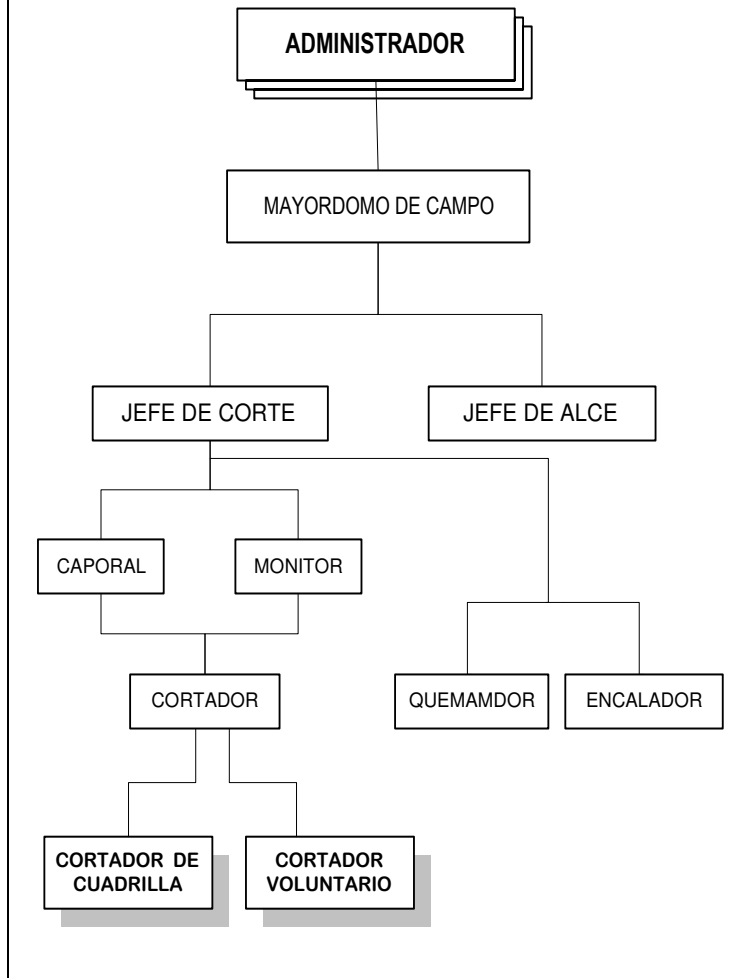 ADMINISTRADOR
MAYORDOMO DE CAMPO
JEFE DE CORTE
JEFE DE ALCE
CAPORAL
MONITOR
CORTADOR
QUEMAMDOR
ENCALADOR
CORTADOR DE
CUADRILLA
CORTADOR
VOLUNTARIO